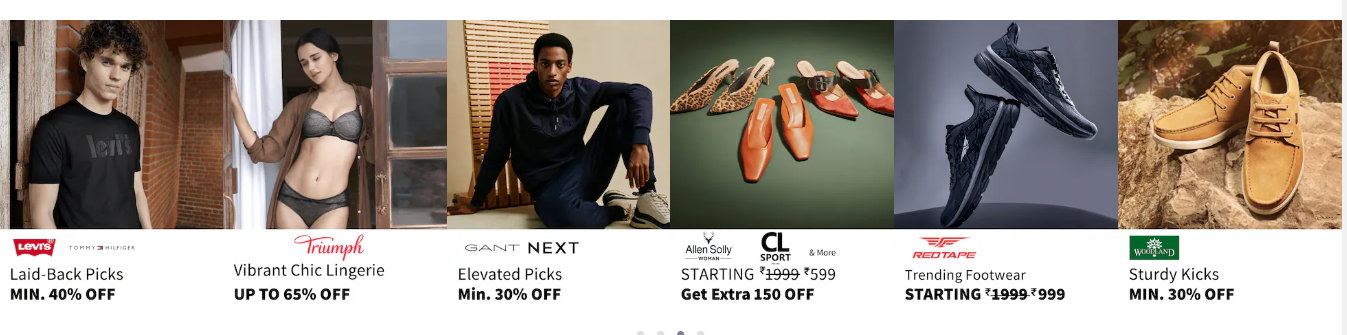 levi's
LEVI'S TOMMY HILFIGER
Laid-Back Picks
MIN. 40% OFF
Triumph
Vibrant Chic Lingerie
UP TO 65% OFF
GANT NEXT
Elevated Picks
Min. 30% OFF
Allen Solly
WOMAN
CL
SPORT
& More
STARTING ₹1999 ₹599
Get Extra 150 OFF
REDTAPE
Trending Footwear
STARTING ₹1999 ₹999
WOODLAND
Sturdy Kicks
MIN. 30% OFF